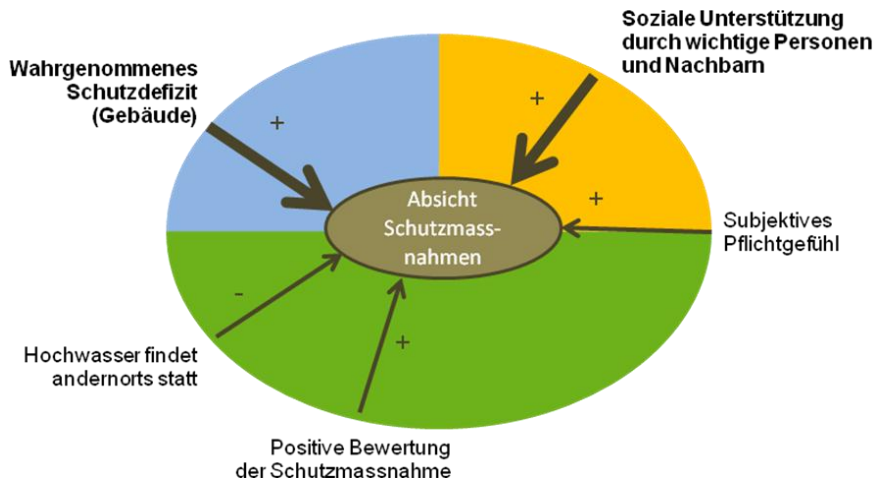 Wahrgenommenes
Schutzdefizit
(Gebäude)
+
Soziale Unterstützung
durch wichtige Personen
und Nachbarn
+
Absicht
Schutzmass-
nahmen
+
Subjektives
Pflichtgefühl
-
Hochwasser findet
andernorts statt
+
Positive Bewertung
der Schutzmassnahme